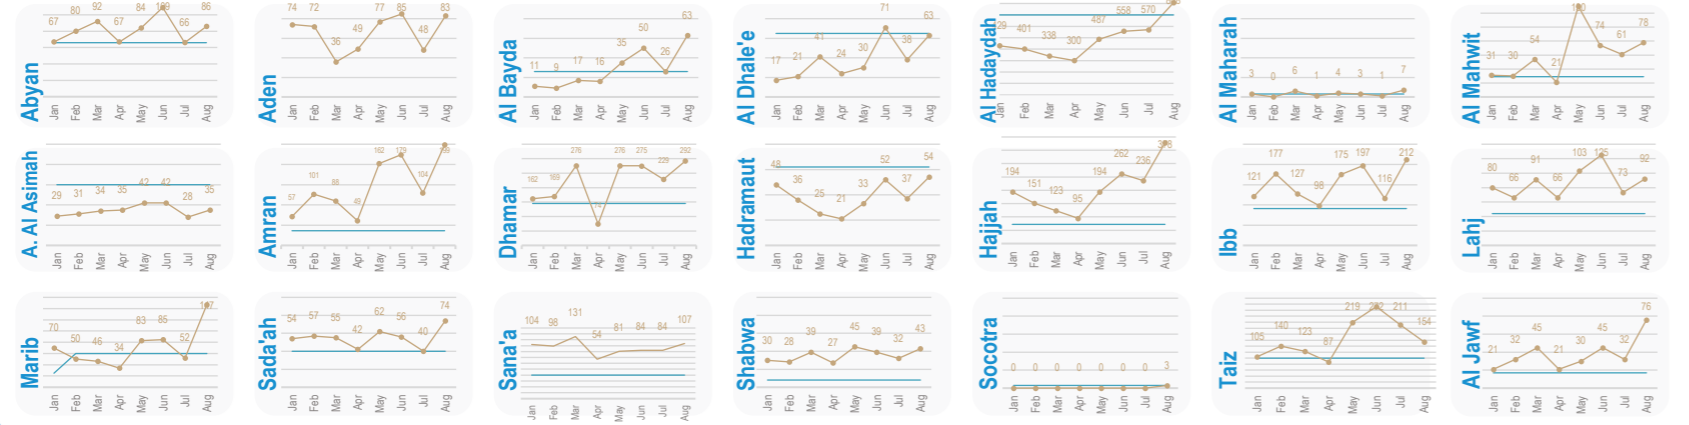 Abyan
67 80 92 67 84 109 66 86
Jan Feb Mar Apr May Jun Jul Aug
Aden
74 72 36 49 77 85 48 83
Jan Feb Mar Apr May Jun Jul Aug
Al Bayda
11 9 17 16 35 50 26 63
Jan Feb Mar Apr May Jun Jul Aug
Al Dhale'e
17 21 41 24 30 71 38 63
Jan Feb Mar Apr May Jun Jul Aug
Al Hadaydah
401 338 300 487 558 570
Jan Feb Mar Apr May Jun Jul Aug
Al Maharah
3 0 6 1 4 3 1 7
Jan Feb Mar Apr May Jun Jul Aug
Al Mahwit
31 30 54 21 74 61 78
Jan Feb Mar Apr May Jun Jul Aug
A. Al Asimah
29 31 34 35 42 42 28 35
Jan Feb Mar Apr May Jun Jul Aug
Amran
57 101 88 49 162 179 104
Jan Feb Mar Apr May Jun Jul Aug
Dhamar
162 169 276 74 276 275 229 292
Jan Feb Mar Apr May Jun Jul Aug
Hadramaut
48 36 25 21 33 52 37 54
Jan Feb Mar Apr May Jun Jul Aug
Hajjah
194 151 123 95 194 262 236
Jan Feb Mar Apr May Jun Jul Aug
Ibb
121 177 127 98 175 197 116 212
Jan Feb Mar Apr May Jun Jul Aug
Lahj
80 66 91 66 103 125 73 92
Jan Feb Mar Apr May Jun Jul Aug
Marib
70 50 46 34 83 85 52
Jan Feb Mar Apr May Jun Jul Aug
Sada'ah
54 57 55 42 62 56 40 74
Jan Feb Mar Apr May Jun Jul Aug
Sana'a
104 98 131 54 81 84 84 107
Jan Feb Mar Apr May Jun Jul Aug
Shabwa
30 28 39 27 45 39 32 43
Jan Feb Mar Apr May Jun Jul Aug
Socotra
0 0 0 0 0 0 0 3
Jan Feb Mar Apr May Jun Jul Aug
Taiz
105 140 123 87 219 211 154
Jan Feb Mar Apr May Jun Jul Aug
Al Jawf
21 32 45 21 30 45 32 76
Jan Feb Mar Apr May Jun Jul Aug